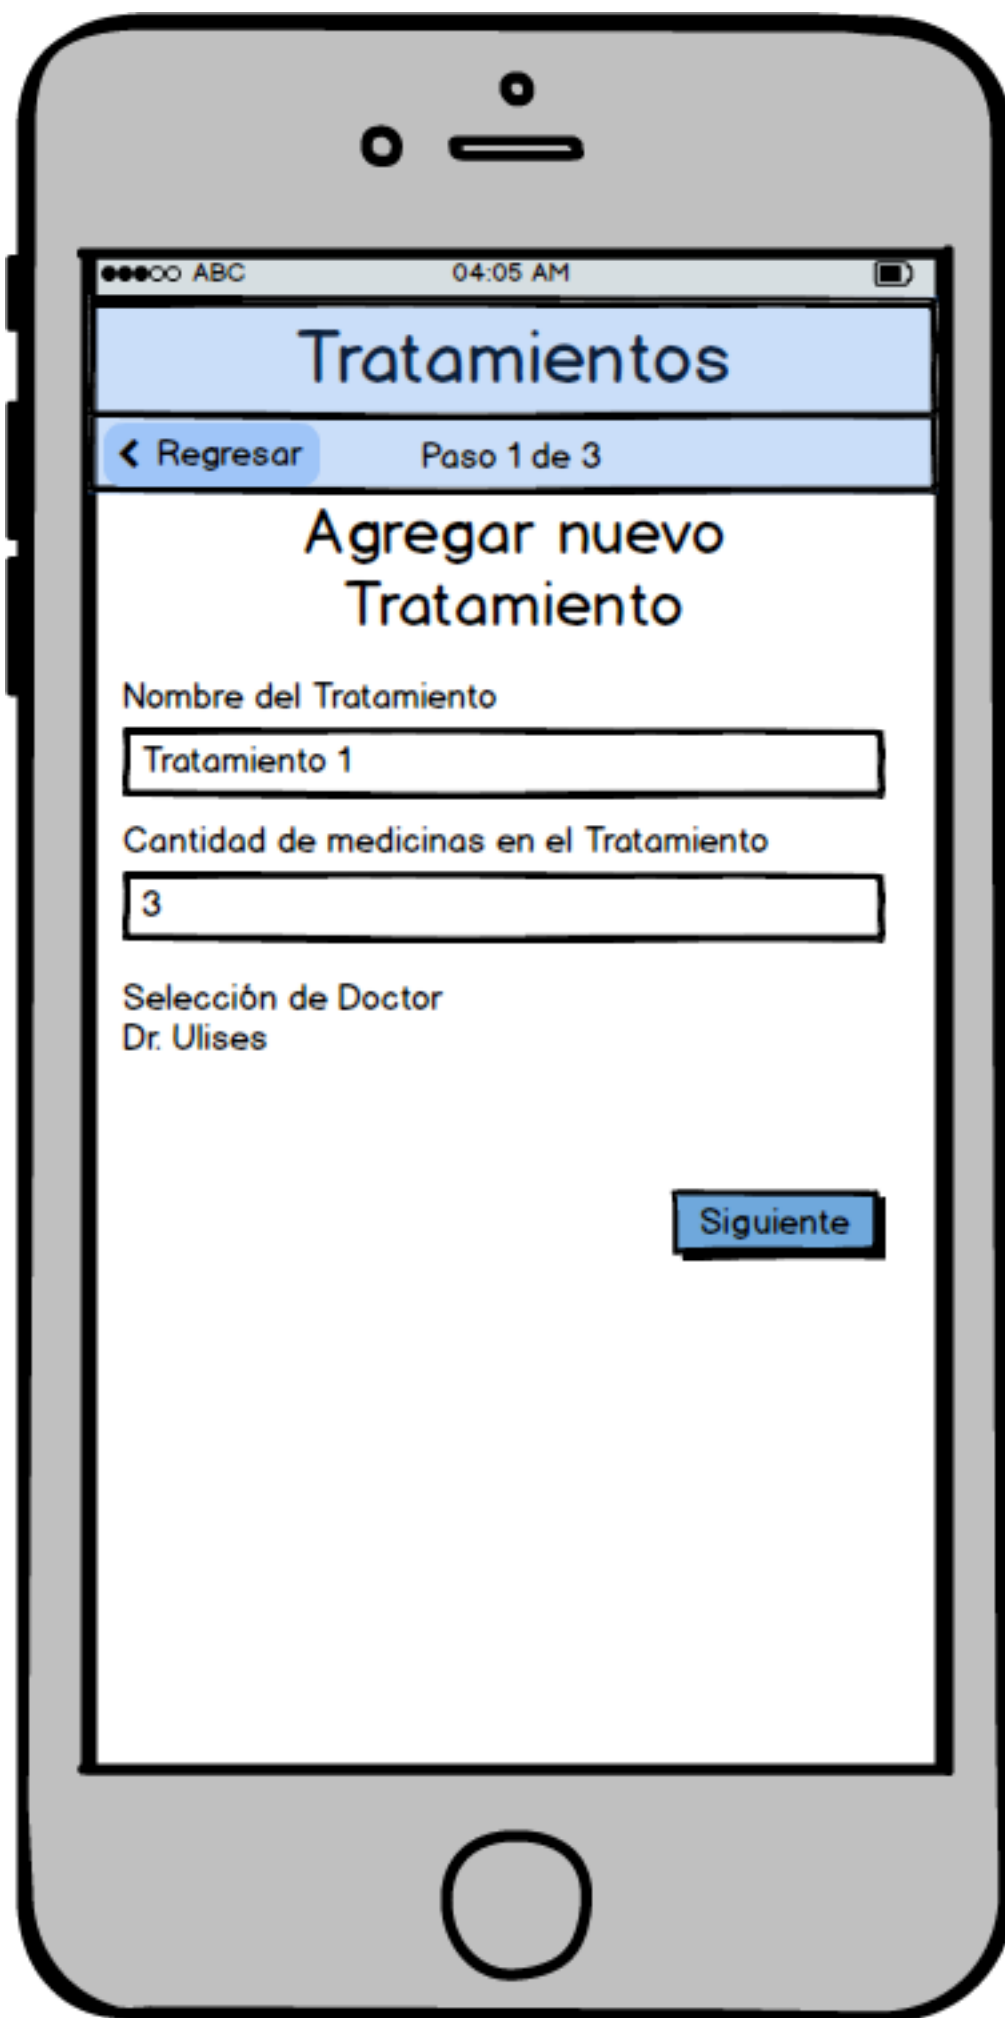 ABC 04:05 AM
Tratamientos
Regresar Paso 1 de 3
Agregar nuevo
Tratamiento
Nombre del Tratamiento
Tratamiento 1
Cantidad de medicinas en el Tratamiento
3
Selección de Doctor
Dr. Ulises
Siguiente